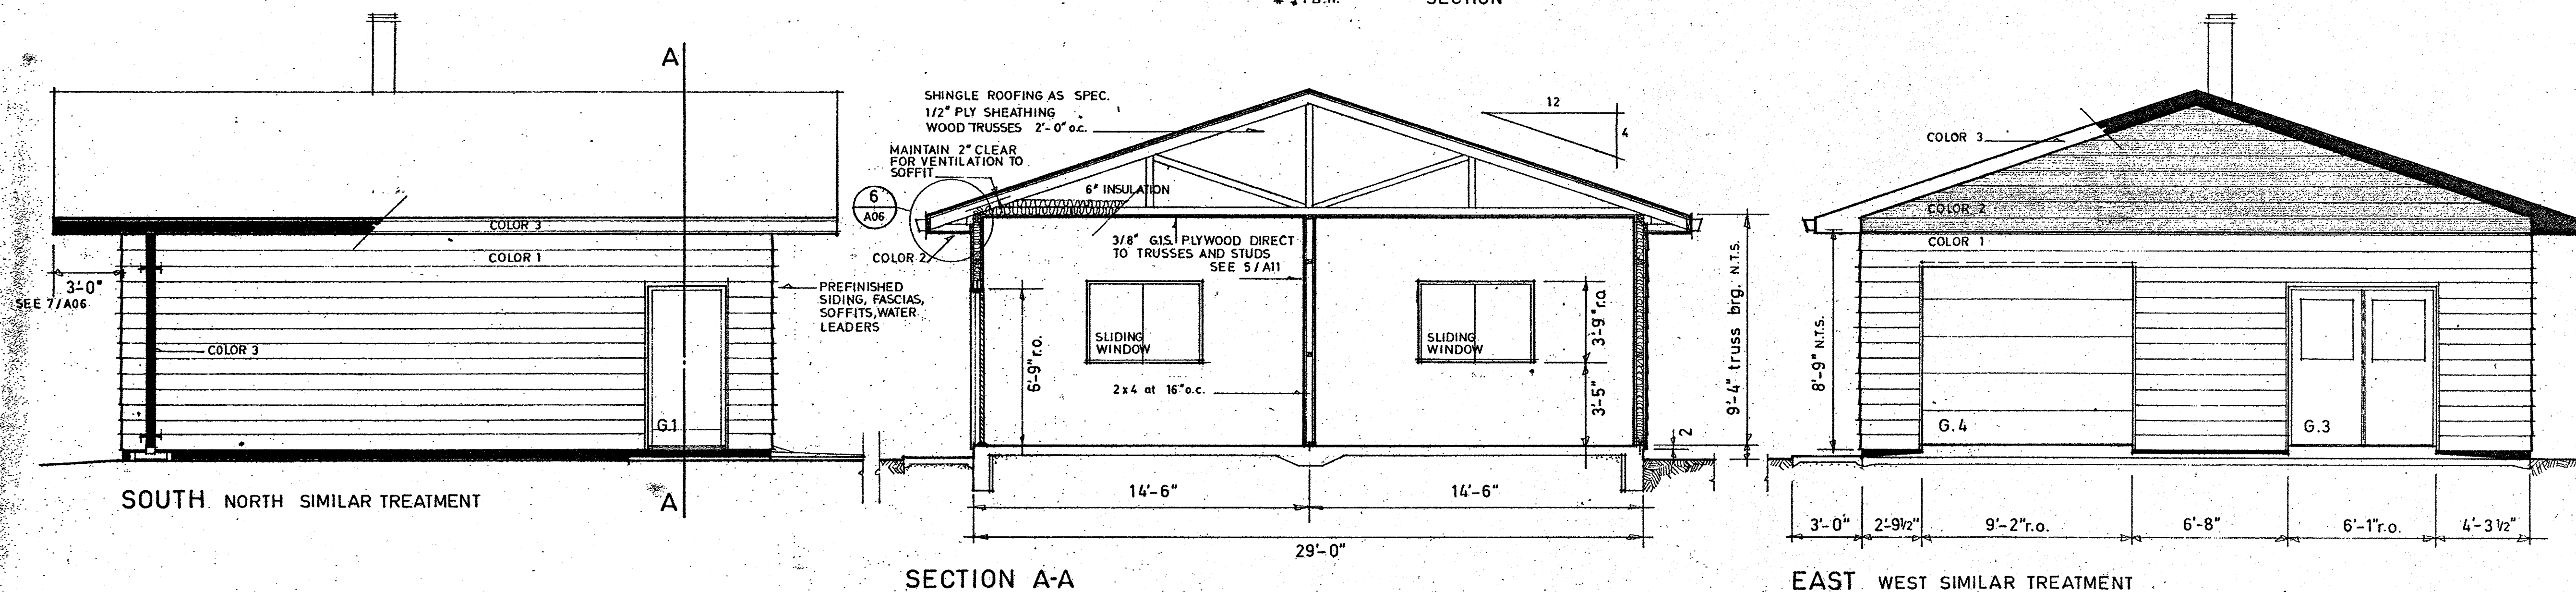 SECTION
A
COLOR 3
COLOR 1
3'-0"
SEE 7/A06
COLOR 3
G.1
PREFINISHED
SIDING, FASCIAS,
SOFFITS, WATER
LEADERS
A
SOUTH NORTH SIMILAR TREATMENT
SHINGLE ROOFING AS SPEC.
1/2" PLY SHEATHING
WOOD TRUSSES 2'-0" o.c.
MAINTAIN 2" CLEAR
FOR VENTILATION TO
SOFFIT
6
A06
6" INSULATION
12
4
COLOR 2
3/8" G.I.S. PLYWOOD DIRECT
TO TRUSSES AND STUDS
SEE 5/A11
SLIDING
WINDOW
SLIDING
WINDOW
6'-9" r.o.
2x4 at 16" o.c.
3'-9" r.o.
3'-5"
2
9'-4" truss brg. N.T.S.
14'-6"
14'-6"
29'-0"
SECTION A-A
COLOR 3
COLOR 2
COLOR 1
8'-9" N.T.S.
G.4
G.3
3'-0"
2'-9 1/2"
9'-2" r.o.
6'-8"
6'-1" r.o.
4'-3 1/2"
EAST WEST SIMILAR TREATMENT